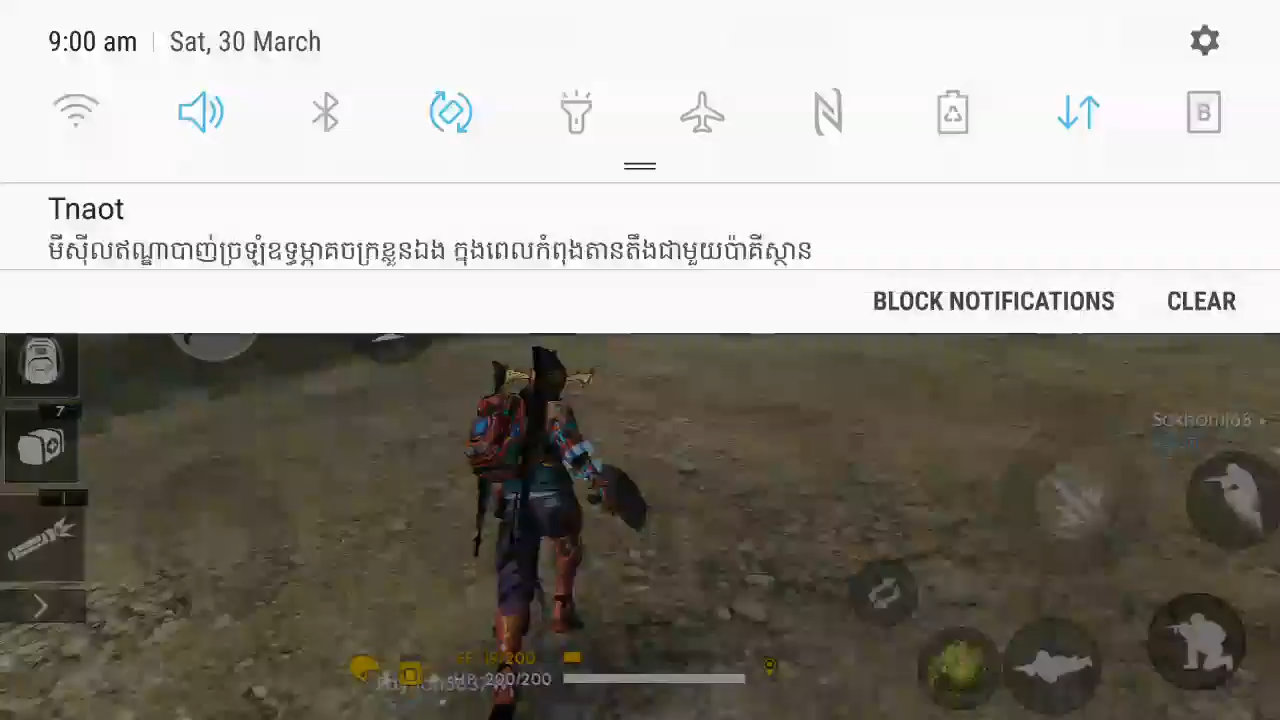 9:00 am Sat, 30 March
B
Tnaot
មីស៊ីលឥណ្ឌាបាញ់ច្រឡំឧទ្ធម្ភាគចក្រខ្លួនឯង ក្នុងពេលកំពុងតានតឹងជាមួយប៉ាគីស្ថាន
BLOCK NOTIFICATIONS CLEAR
7
HP 200/200